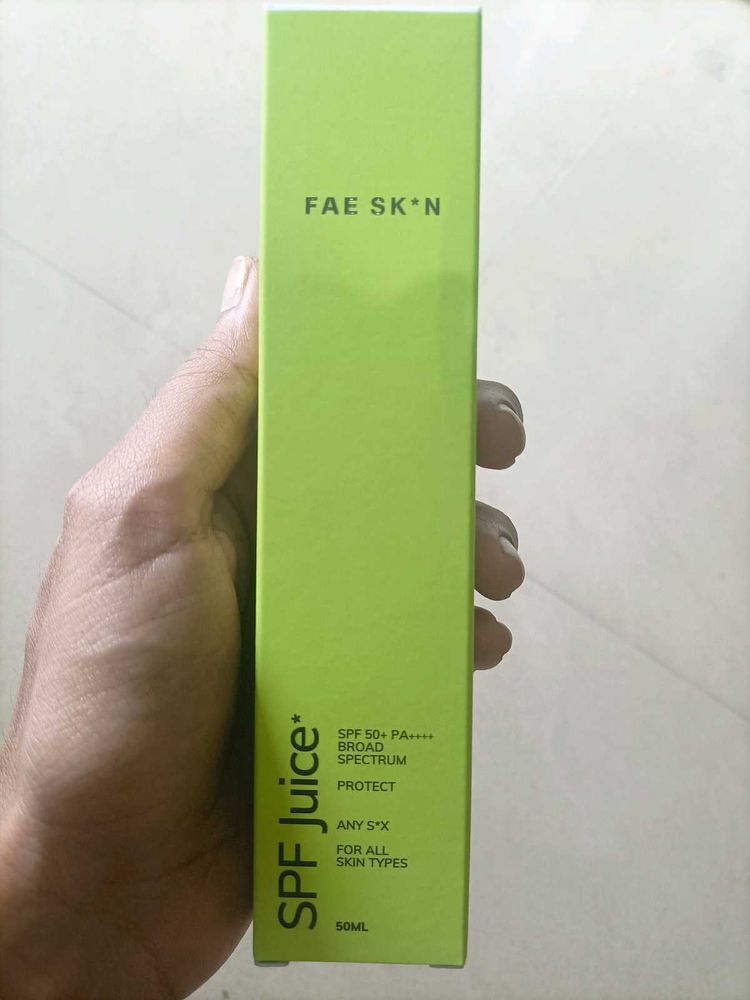 FAE SK*N
SPF Juice*
SPF 50+ PA++++
BROAD
SPECTRUM
PROTECT
ANY S*X
FOR ALL
SKIN TYPES
50ML